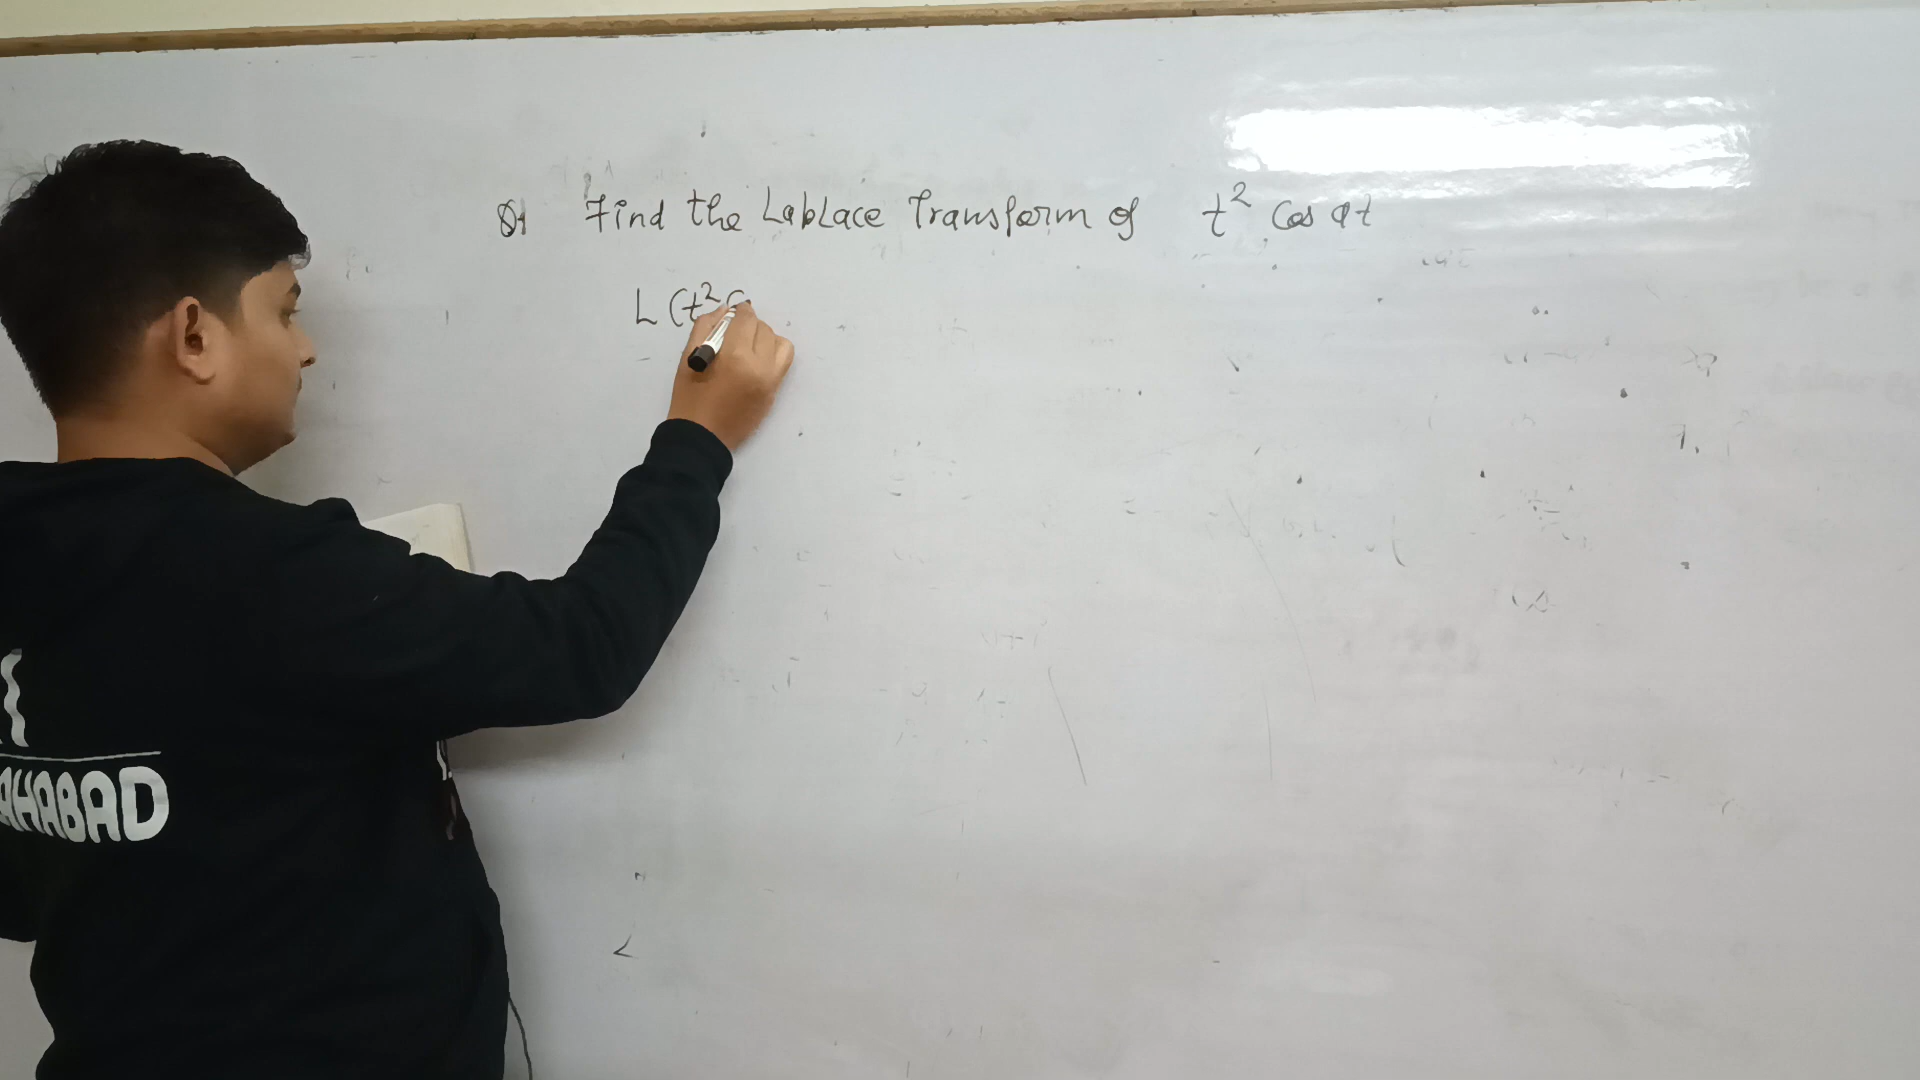 Q1 Find the Lablace Transform of t² Cos at
L (t² C
AHABAD